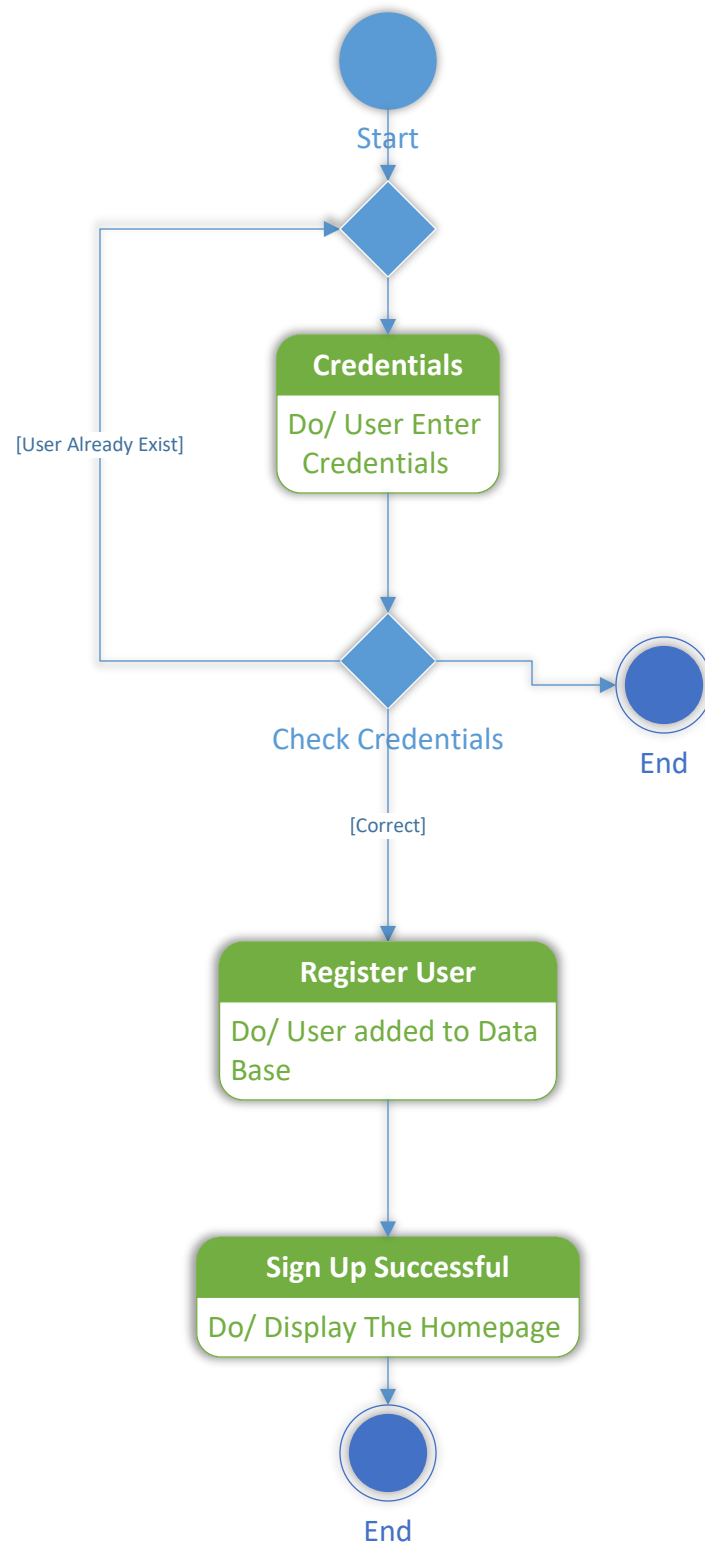 Start
Credentials
Do/ User Enter
Credentials
[User Already Exist]
Check Credentials
End
[Correct]
Register User
Do/ User added to Data
Base
Sign Up Successful
Do/ Display The Homepage
End